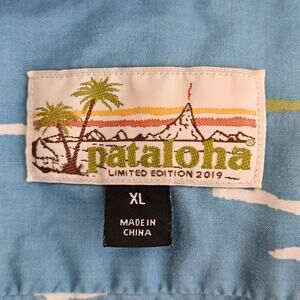 pataloha®
LIMITED EDITION 2019
XL
MADE IN
CHINA